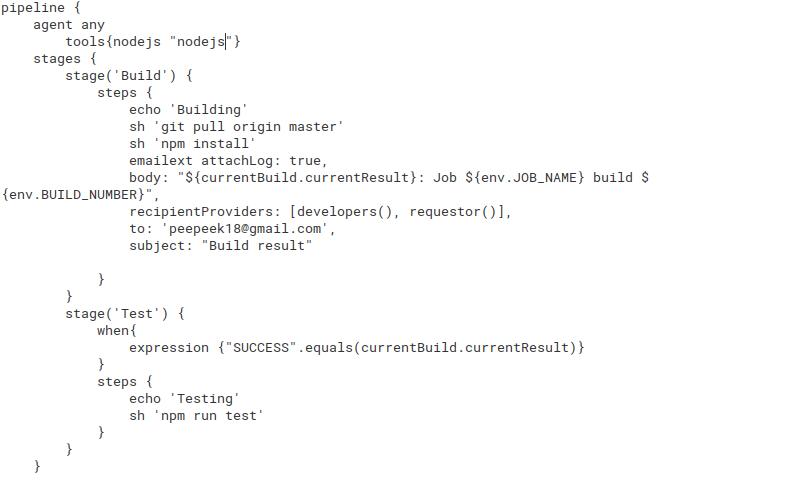 pipeline {
    agent any
        tools{nodejs "nodejs"}
    stages {
        stage('Build') {
            steps {
                echo 'Building'
                sh 'git pull origin master'
                sh 'npm install'
                emailext attachLog: true,
                body: "${currentBuild.currentResult}: Job ${env.JOB_NAME} build $
{env.BUILD_NUMBER}",
                recipientProviders: [developers(), requestor()],
                to: 'peepeek18@gmail.com',
                subject: "Build result"

            }
        }
        stage('Test') {
            when{
                expression {"SUCCESS".equals(currentBuild.currentResult)}
            }
            steps {
                echo 'Testing'
                sh 'npm run test'
            }
        }
    }